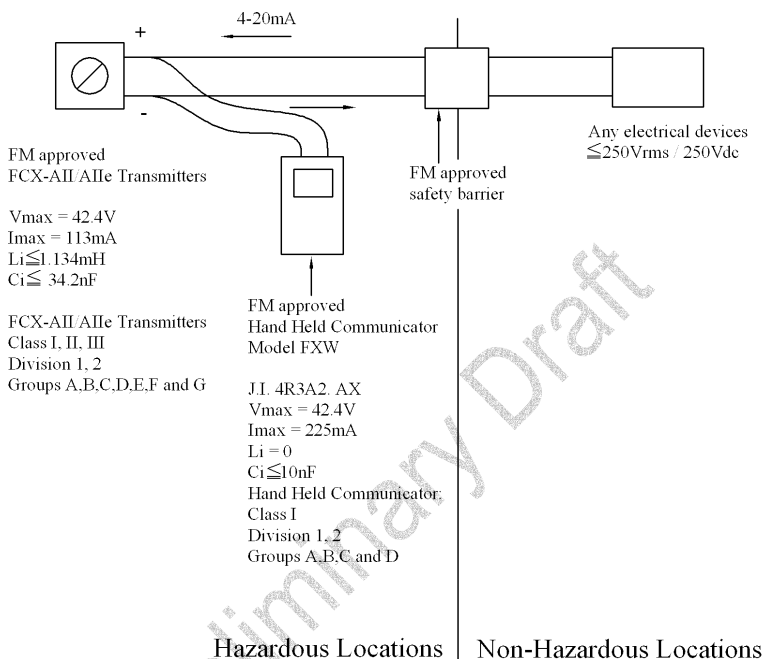 4-20mA
+
-
Any electrical devices
≦250Vrms / 250Vdc
FM approved
safety barrier
FM approved
FCX-AII/AIIe Transmitters
Vmax = 42.4V
Imax = 113mA
Li≦1.134mH
Ci≦ 34.2nF
FCX-AII/AIIe Transmitters
Class I, II, III
Division 1, 2
Groups A,B,C,D,E,F and G
FM approved
Hand Held Communicator
Model FXW
J.I. 4R3A2. AX
Vmax = 42.4V
Imax = 225mA
Li = 0
Ci≦10nF
Hand Held Communicator;
Class I
Division 1, 2
Groups A,B,C and D
liminary Draft
Hazardous Locations
Non-Hazardous Locations